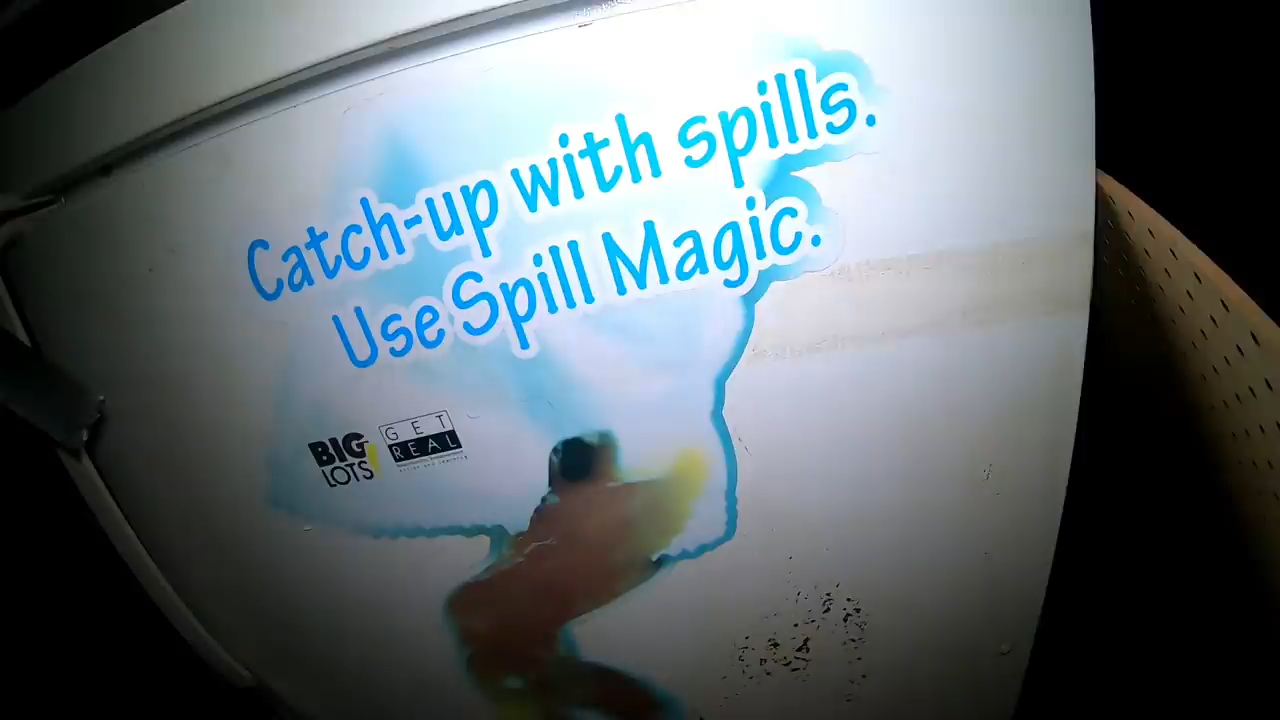 Catch-up with spills.
Use Spill Magic.
BIG
LOTS
GET
REAL